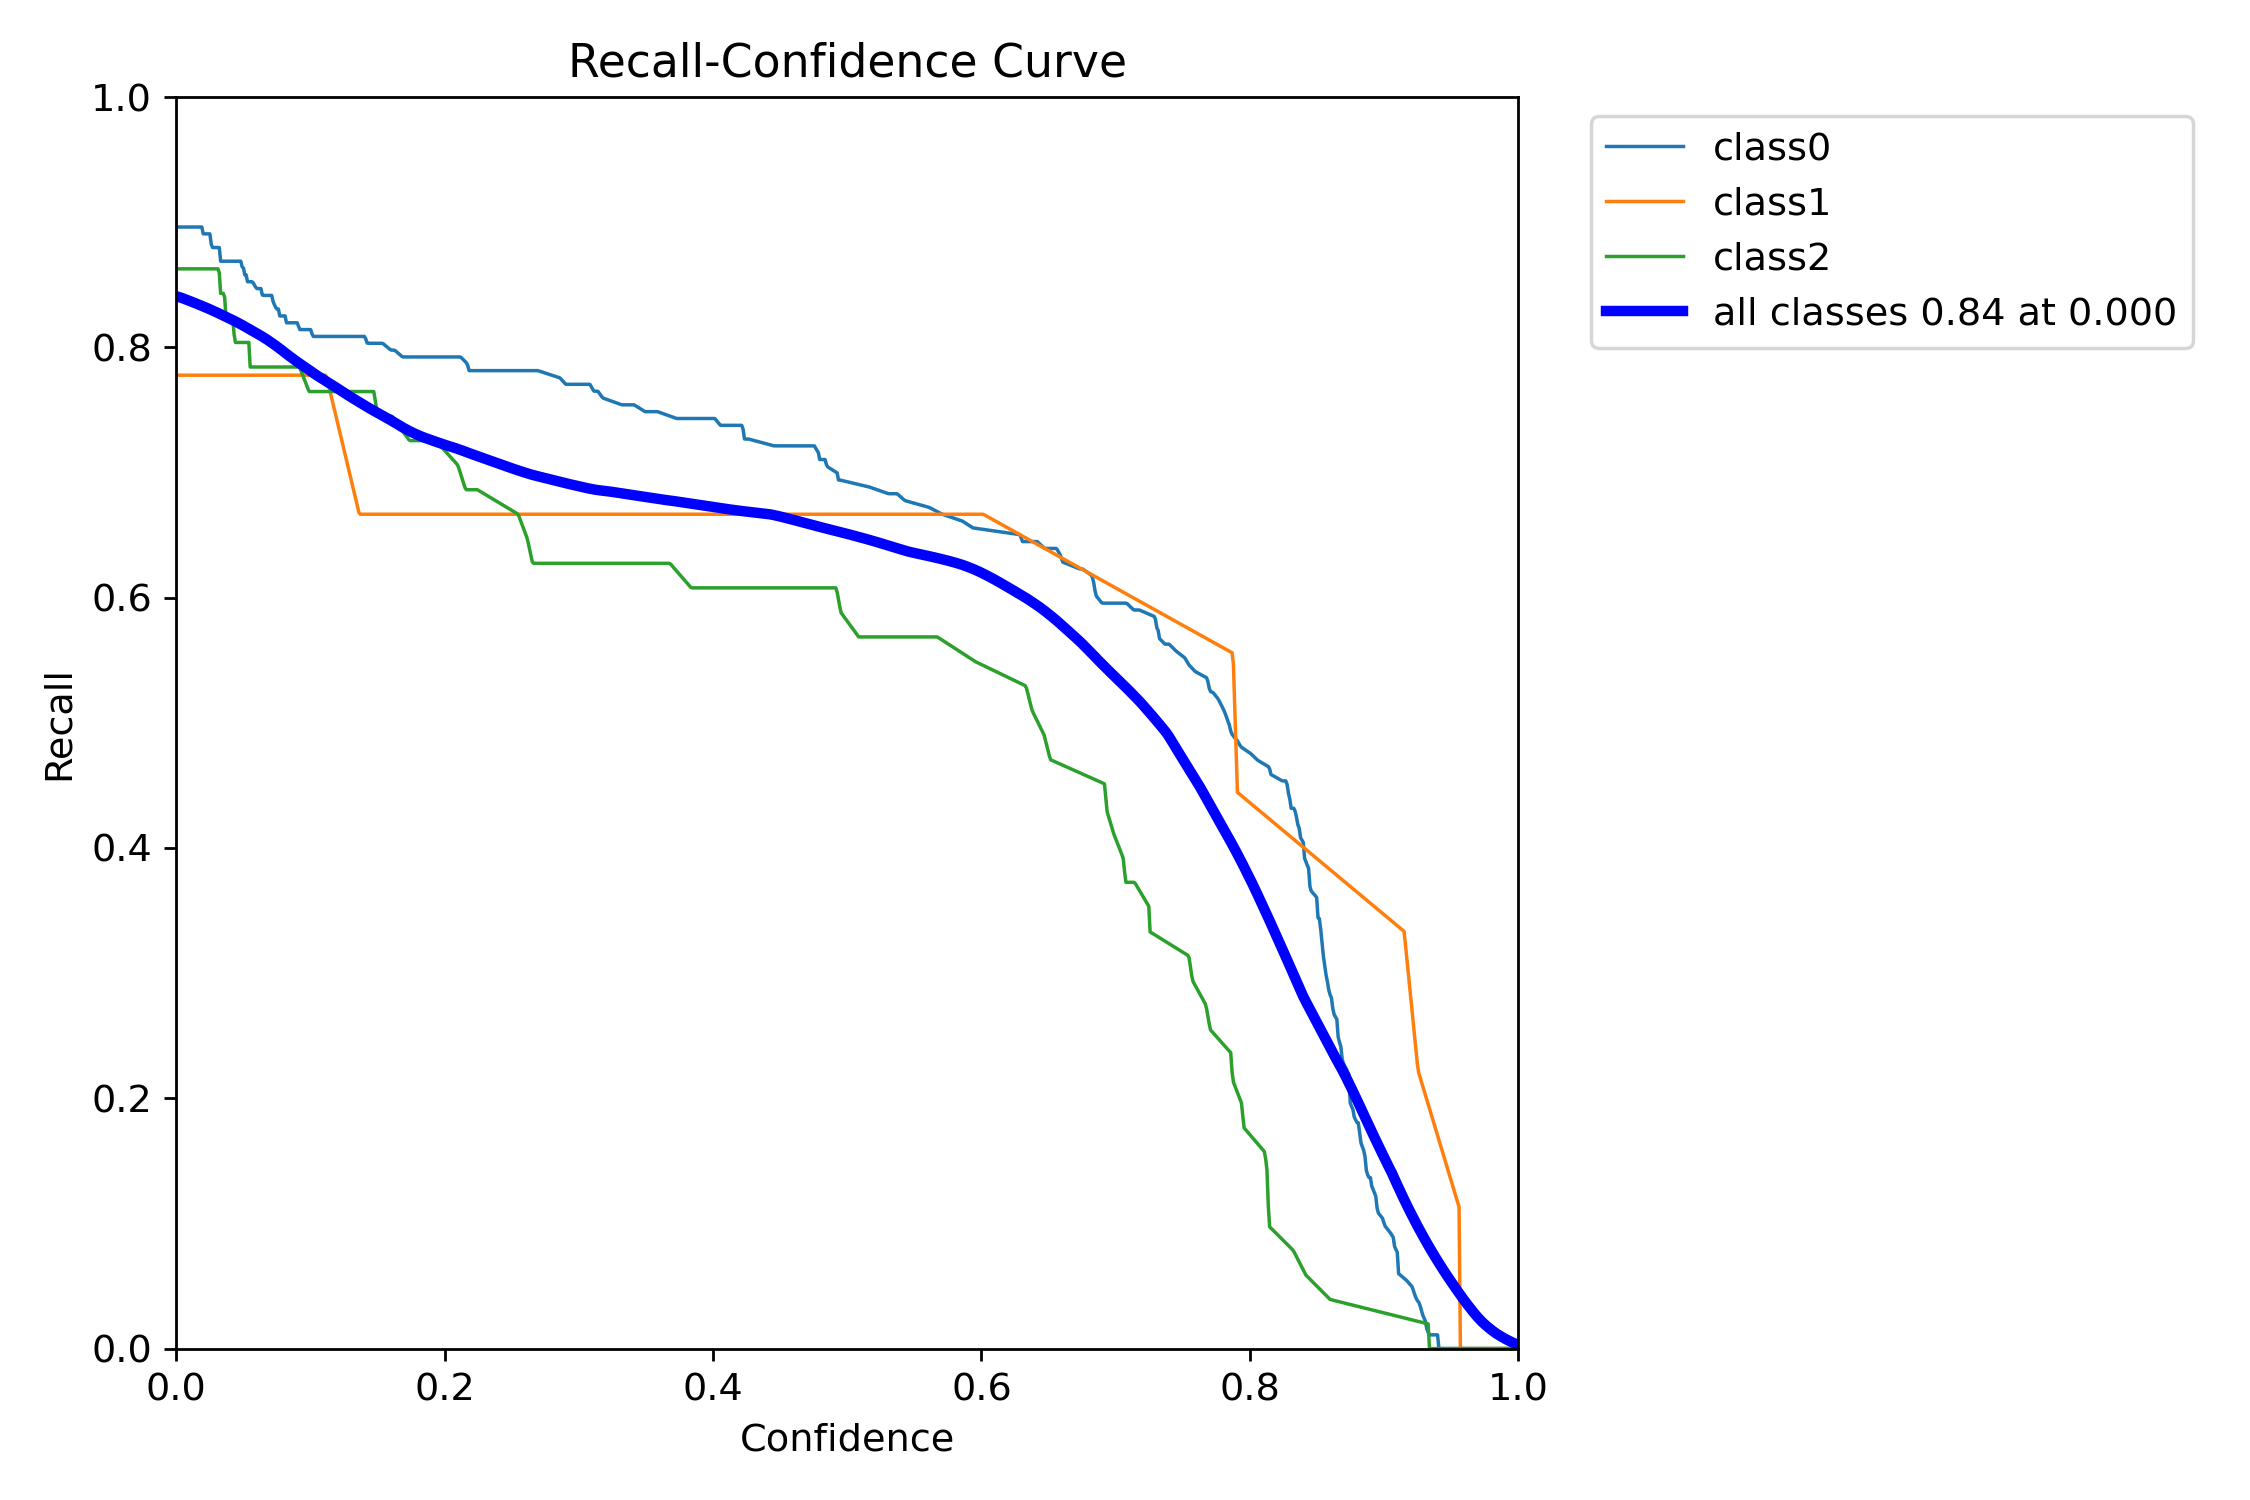 Recall-Confidence Curve
1.0
0.8
0.6
0.4
0.2
0.0
Recall
0.0 0.2 0.4 0.6 0.8 1.0
Confidence
class0
class1
class2
all classes 0.84 at 0.000